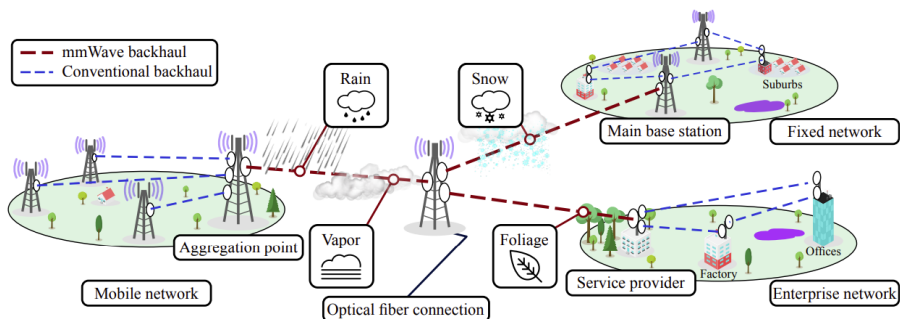 mmWave backhaul
Conventional backhaul
Rain
Snow
Suburbs
Main base station
Fixed network
Aggregation point
Vapor
Foliage
Mobile network
Optical fiber connection
Service provider
Factory
Offices
Enterprise network